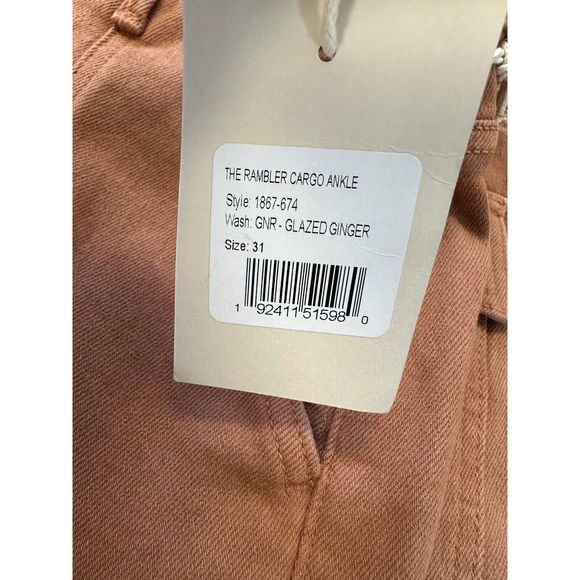 THE RAMBLER CARGO ANKLE
Style: 1867-674
Wash: GNR - GLAZED GINGER
Size: 31
1 92411 51598 0